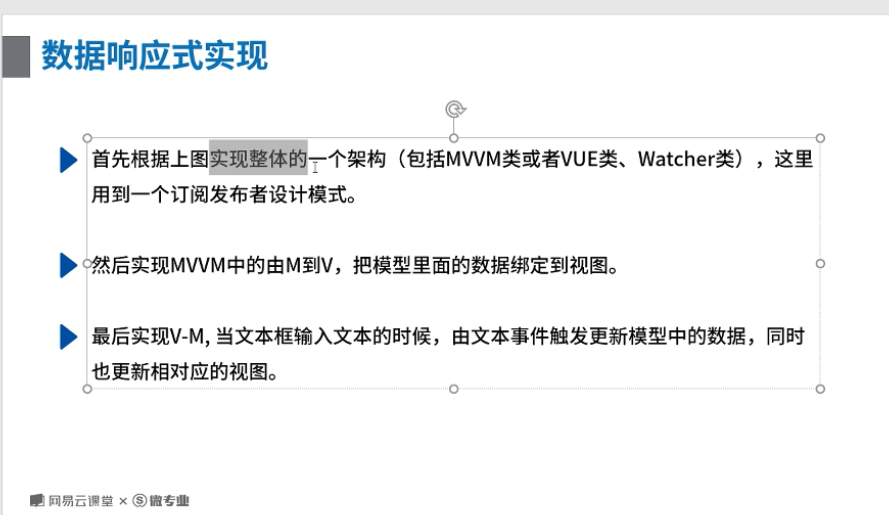 数据响应式实现
首先根据上图实现整体的一个架构（包括MVVM类或者VUE类、Watcher类），这里
用到一个订阅发布者设计模式。
然后实现MVVM中的由M到V，把模型里面的数据绑定到视图。
最后实现V-M, 当文本框输入文本的时候，由文本事件触发更新模型中的数据，同时
也更新相对应的视图。
网易云课堂 × Ⓢ微专业